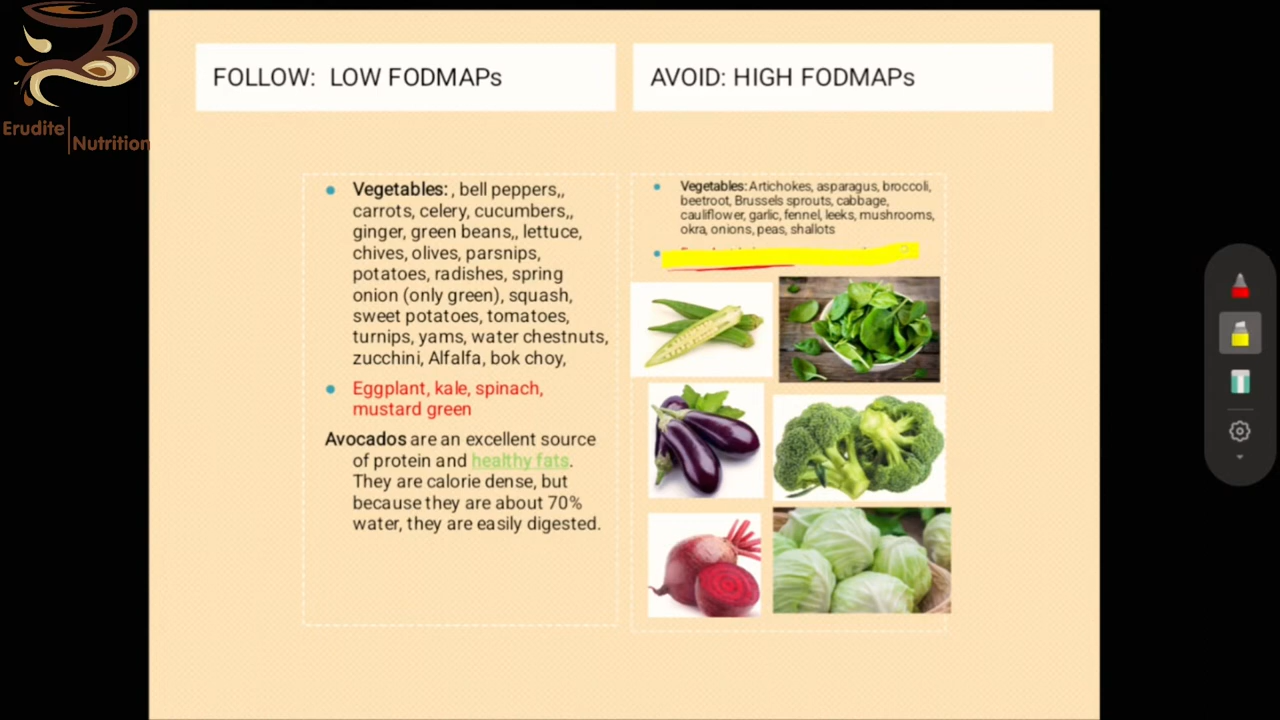 Erudite
Nutrition
FOLLOW: LOW FODMAPs
AVOID: HIGH FODMAPs
Vegetables: , bell peppers,,
carrots, celery, cucumbers,,
ginger, green beans,, lettuce,
chives, olives, parsnips,
potatoes, radishes, spring
onion (only green), squash,
sweet potatoes, tomatoes,
turnips, yams, water chestnuts,
zucchini, Alfalfa, bok choy,
Eggplant, kale, spinach,
mustard green
Avocados are an excellent source
of protein and healthy fats.
They are calorie dense, but
because they are about 70%
water, they are easily digested.
Vegetables: Artichokes, asparagus, broccoli,
beetroot, Brussels sprouts, cabbage,
cauliflower, garlic, fennel, leeks, mushrooms,
okra, onions, peas, shallots